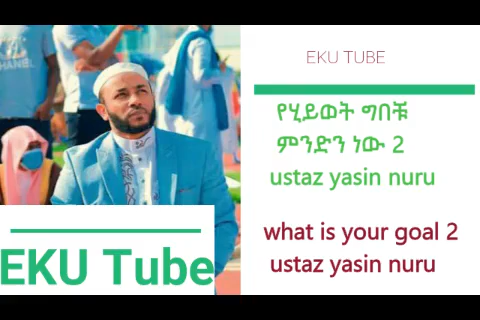 CHANEL
EKU Tube
EKU TUBE
የሂይወት ግበቹ
ምንድን ነው 2
ustaz yasin nuru
what is your goal 2
ustaz yasin nuru